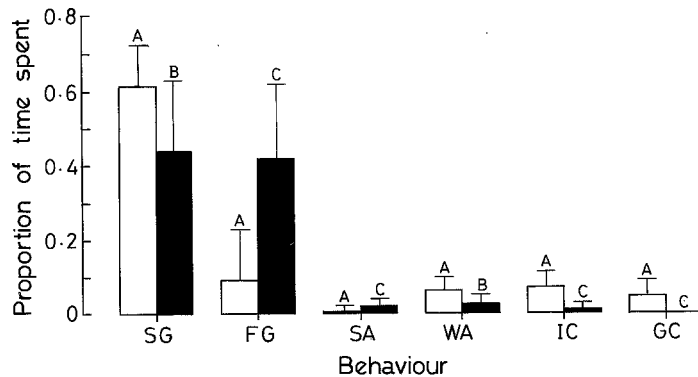 Proportion of time spent
0.8
0.6
0.4
0.2
0
A B
A C
A C
A B
A C
A C
SG FG SA WA IC GC
Behaviour